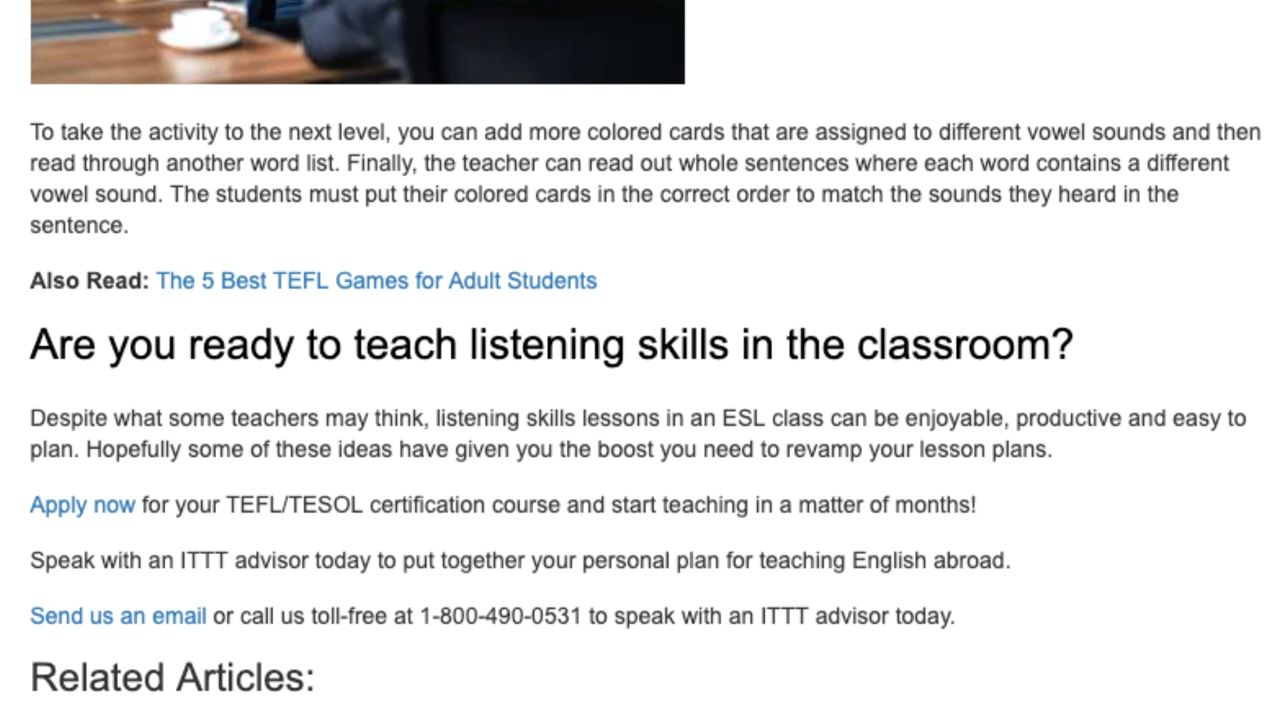 To take the activity to the next level, you can add more colored cards that are assigned to different vowel sounds and then
read through another word list. Finally, the teacher can read out whole sentences where each word contains a different
vowel sound. The students must put their colored cards in the correct order to match the sounds they heard in the
sentence.
Also Read: The 5 Best TEFL Games for Adult Students
Are you ready to teach listening skills in the classroom?
Despite what some teachers may think, listening skills lessons in an ESL class can be enjoyable, productive and easy to
plan. Hopefully some of these ideas have given you the boost you need to revamp your lesson plans.
Apply now for your TEFL/TESOL certification course and start teaching in a matter of months!
Speak with an ITTT advisor today to put together your personal plan for teaching English abroad.
Send us an email or call us toll-free at 1-800-490-0531 to speak with an ITTT advisor today.
Related Articles: